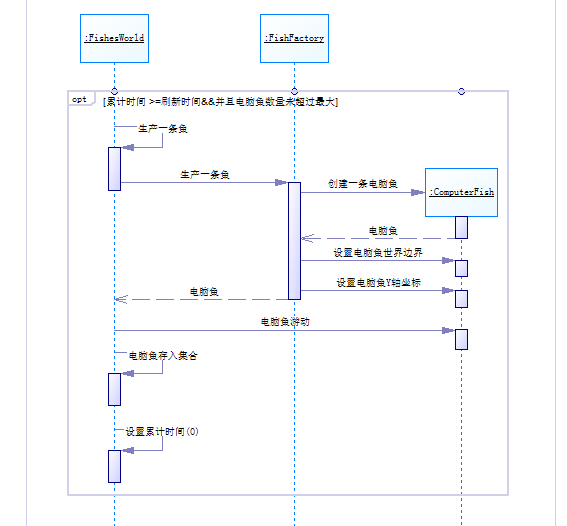 :FishesWorld
:FishFactory
opt
[累计时间 >=刷新时间&&并且电脑鱼数量未超过最大]
生产一条鱼
生产一条鱼
创建一条电脑鱼
:ComputerFish
电脑鱼
设置电脑鱼世界边界
设置电脑鱼Y轴坐标
电脑鱼
电脑鱼游动
电脑鱼存入集合
设置累计时间(0)